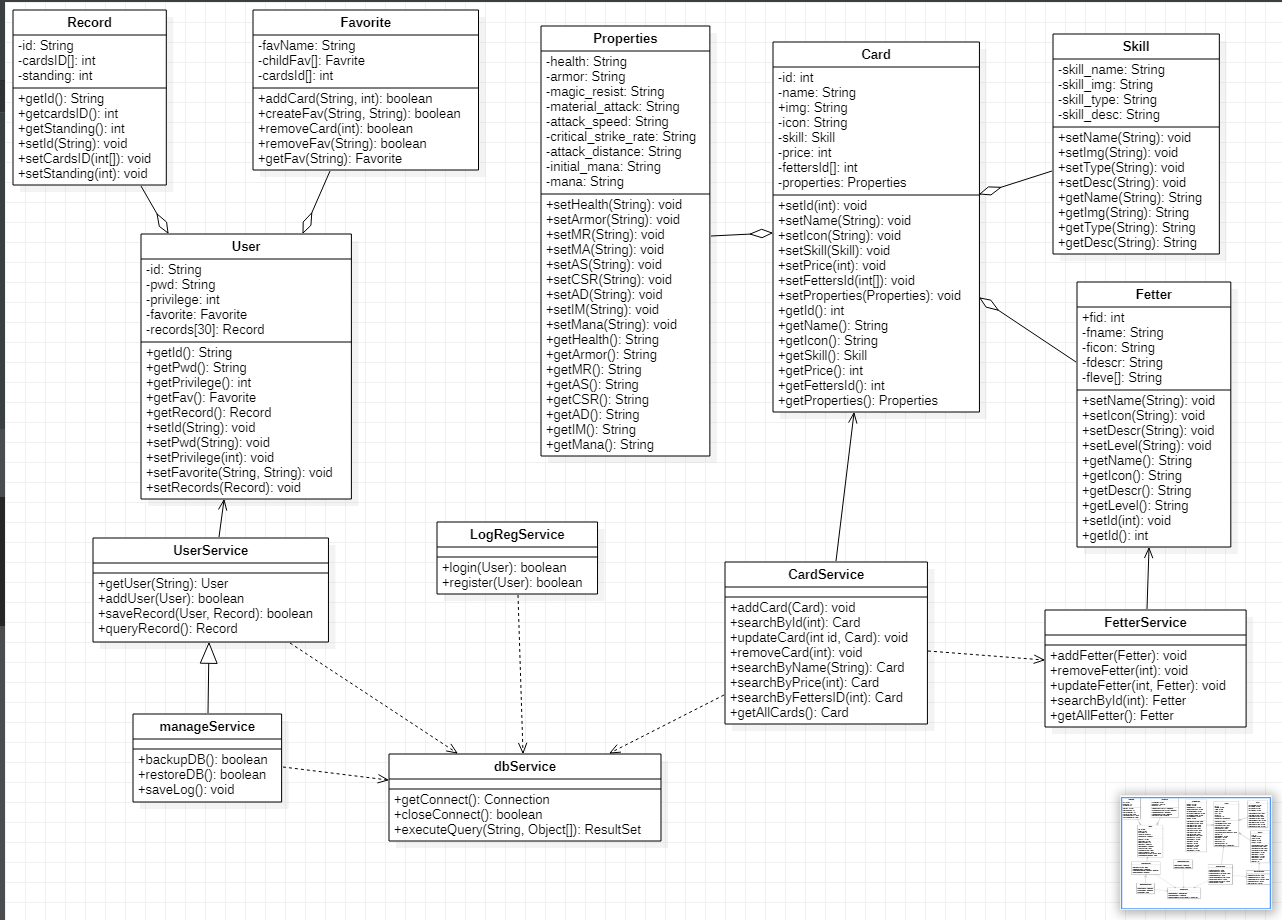 Record
-id: String
-cardsID[]: int
-standing: int
+getId(): String
+getcardsID(): int
+getStanding(): int
+setId(String): void
+setCardsID(int[]): void
+setStanding(int): void
Favorite
-favName: String
-childFav[]: Favrite
-cardsId[]: int
+addCard(String, int): boolean
+createFav(String, String): boolean
+removeCard(int): boolean
+removeFav(String): boolean
+getFav(String): Favorite
Properties
-health: String
-armor: String
-magic_resist: String
-material_attack: String
-attack_speed: String
-critical_strike_rate: String
-attack_distance: String
-initial_mana: String
-mana: String
+setHealth(String): void
+setArmor(String): void
+setMR(String): void
+setMA(String): void
+setAS(String): void
+setCSR(String): void
+setAD(String): void
+setIM(String): void
+setMana(String): void
+getHealth(): String
+getArmor(): String
+getMR(): String
+getAS(): String
+getCSR(): String
+getAD(): String
+getIM(): String
+getMana(): String
Card
-id: int
-name: String
+img: String
-icon: String
-skill: Skill
-price: int
-fettersId[]: int
-properties: Properties
+setId(int): void
+setName(String): void
+setIcon(String): void
+setSkill(Skill): void
+setPrice(int): void
+setFettersId(int[]): void
+setProperties(Properties): void
+getId(): int
+getName(): String
+getIcon(): String
+getSkill(): Skill
+getPrice(): int
+getFettersId(): int
+getProperties(): Properties
Skill
-skill_name: String
-skill_img: String
-skill_type: String
-skill_desc: String
+setName(String): void
+setImg(String): void
+setType(String): void
+setDesc(String): void
+getName(String): String
+getImg(String): String
+getType(String): String
+getDesc(String): String
User
-id: String
-pwd: String
-privilege: int
-favorite: Favorite
-records[30]: Record
+getId(): String
+getPwd(): String
+getPrivilege(): int
+getFav(): Favorite
+getRecord(): Record
+setId(String): void
+setPwd(String): void
+setPrivilege(int): void
+setFavorite(String, String): void
+setRecords(Record): void
Fetter
+fid: int
-fname: String
-ficon: String
-fdescr: String
-fleve[]: String
+setName(String): void
+setIcon(String): void
+setDescr(String): void
+setLevel(String): void
+getName(): String
+getIcon(): String
+getDescr(): String
+getLevel(): String
+setId(int): void
+getId(): int
UserService
+getUser(String): User
+addUser(User): boolean
+saveRecord(User, Record): boolean
+queryRecord(): Record
LogRegService
+login(User): boolean
+register(User): boolean
CardService
+addCard(Card): void
+searchById(int): Card
+updateCard(int id, Card): void
+removeCard(int): void
+searchByName(String): Card
+searchByPrice(int): Card
+searchByFettersID(int): Card
+getAllCards(): Card
FetterService
+addFetter(Fetter): void
+removeFetter(int): void
+updateFetter(int, Fetter): void
+searchById(int): Fetter
+getAllFetter(): Fetter
manageService
+backupDB(): boolean
+restoreDB(): boolean
+saveLog(): void
dbService
+getConnect(): Connection
+closeConnect(): boolean
+executeQuery(String, Object[]): ResultSet